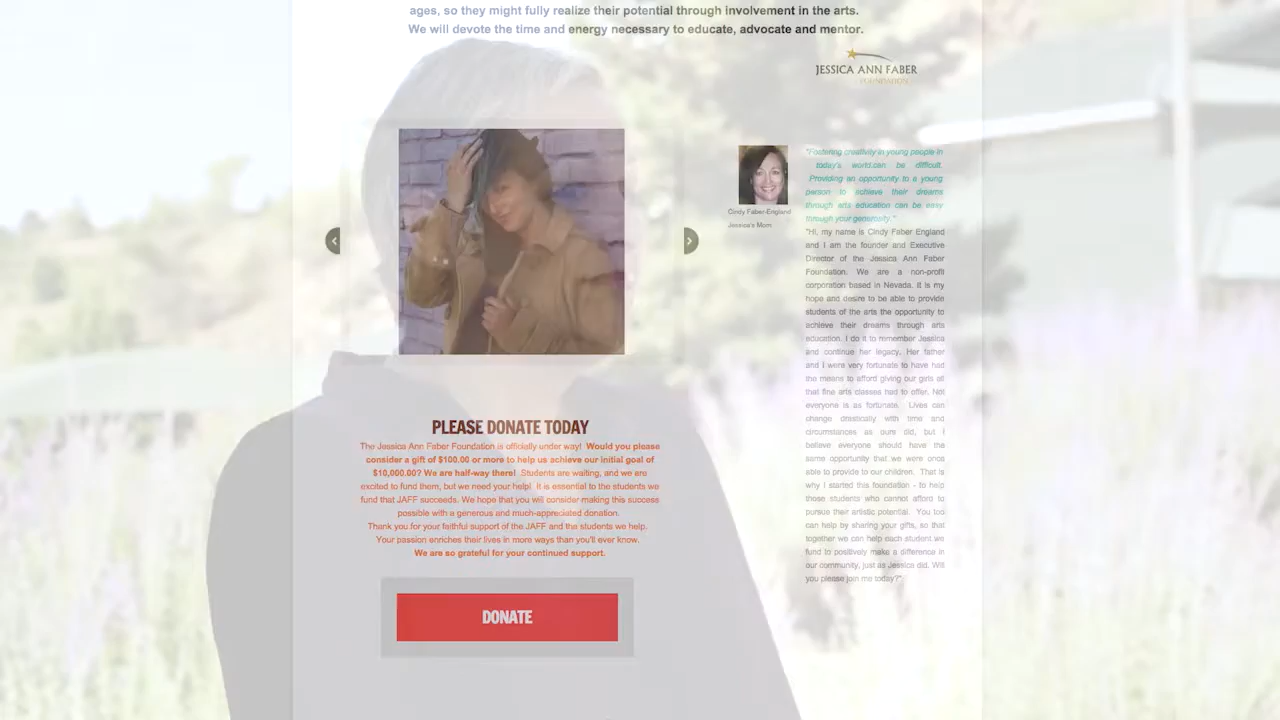 ages, so they might fully realize their potential through involvement in the arts.
We will devote the time and energy necessary to educate, advocate and mentor.
JESSICA ANN FABER
FOUNDATION
Cindy Faber-England
Jessica's Mom
"Fostering creativity in young people in
today's world can be difficult.
Providing an opportunity to a young
person to achieve their dreams
through arts education can be easy
through your generosity."
"Hi, my name is Cindy Faber England
and I am the founder and Executive
Director of the Jessica Ann Faber
Foundation. We are a non-profit
corporation based in Nevada. It is my
hope and desire to be able to provide
students of the arts the opportunity to
achieve their dreams through arts
education. I do it to remember Jessica
and continue her legacy. Her father
and I were very fortunate to have had
the means to afford giving our girls all
that fine arts classes had to offer. Not
everyone is as fortunate. Lives can
change drastically with time and
circumstances as ours did, but I
believe everyone should have the
same opportunity that we were once
able to provide to our children. That is
why I started this foundation - to help
those students who cannot afford to
pursue their artistic potential. You too
can help by sharing your gifts, so that
together we can help each student we
fund to positively make a difference in
our community, just as Jessica did. Will
you please join me today?"
PLEASE DONATE TODAY
The Jessica Ann Faber Foundation is officially under way! Would you please
consider a gift of $100.00 or more to help us achieve our initial goal of
$10,000.00? We are half-way there! Students are waiting, and we are
excited to fund them, but we need your help! It is essential to the students we
fund that JAFF succeeds. We hope that you will consider making this success
possible with a generous and much-appreciated donation.
Thank you for your faithful support of the JAFF and the students we help.
Your passion enriches their lives in more ways than you'll ever know.
We are so grateful for your continued support.
DONATE